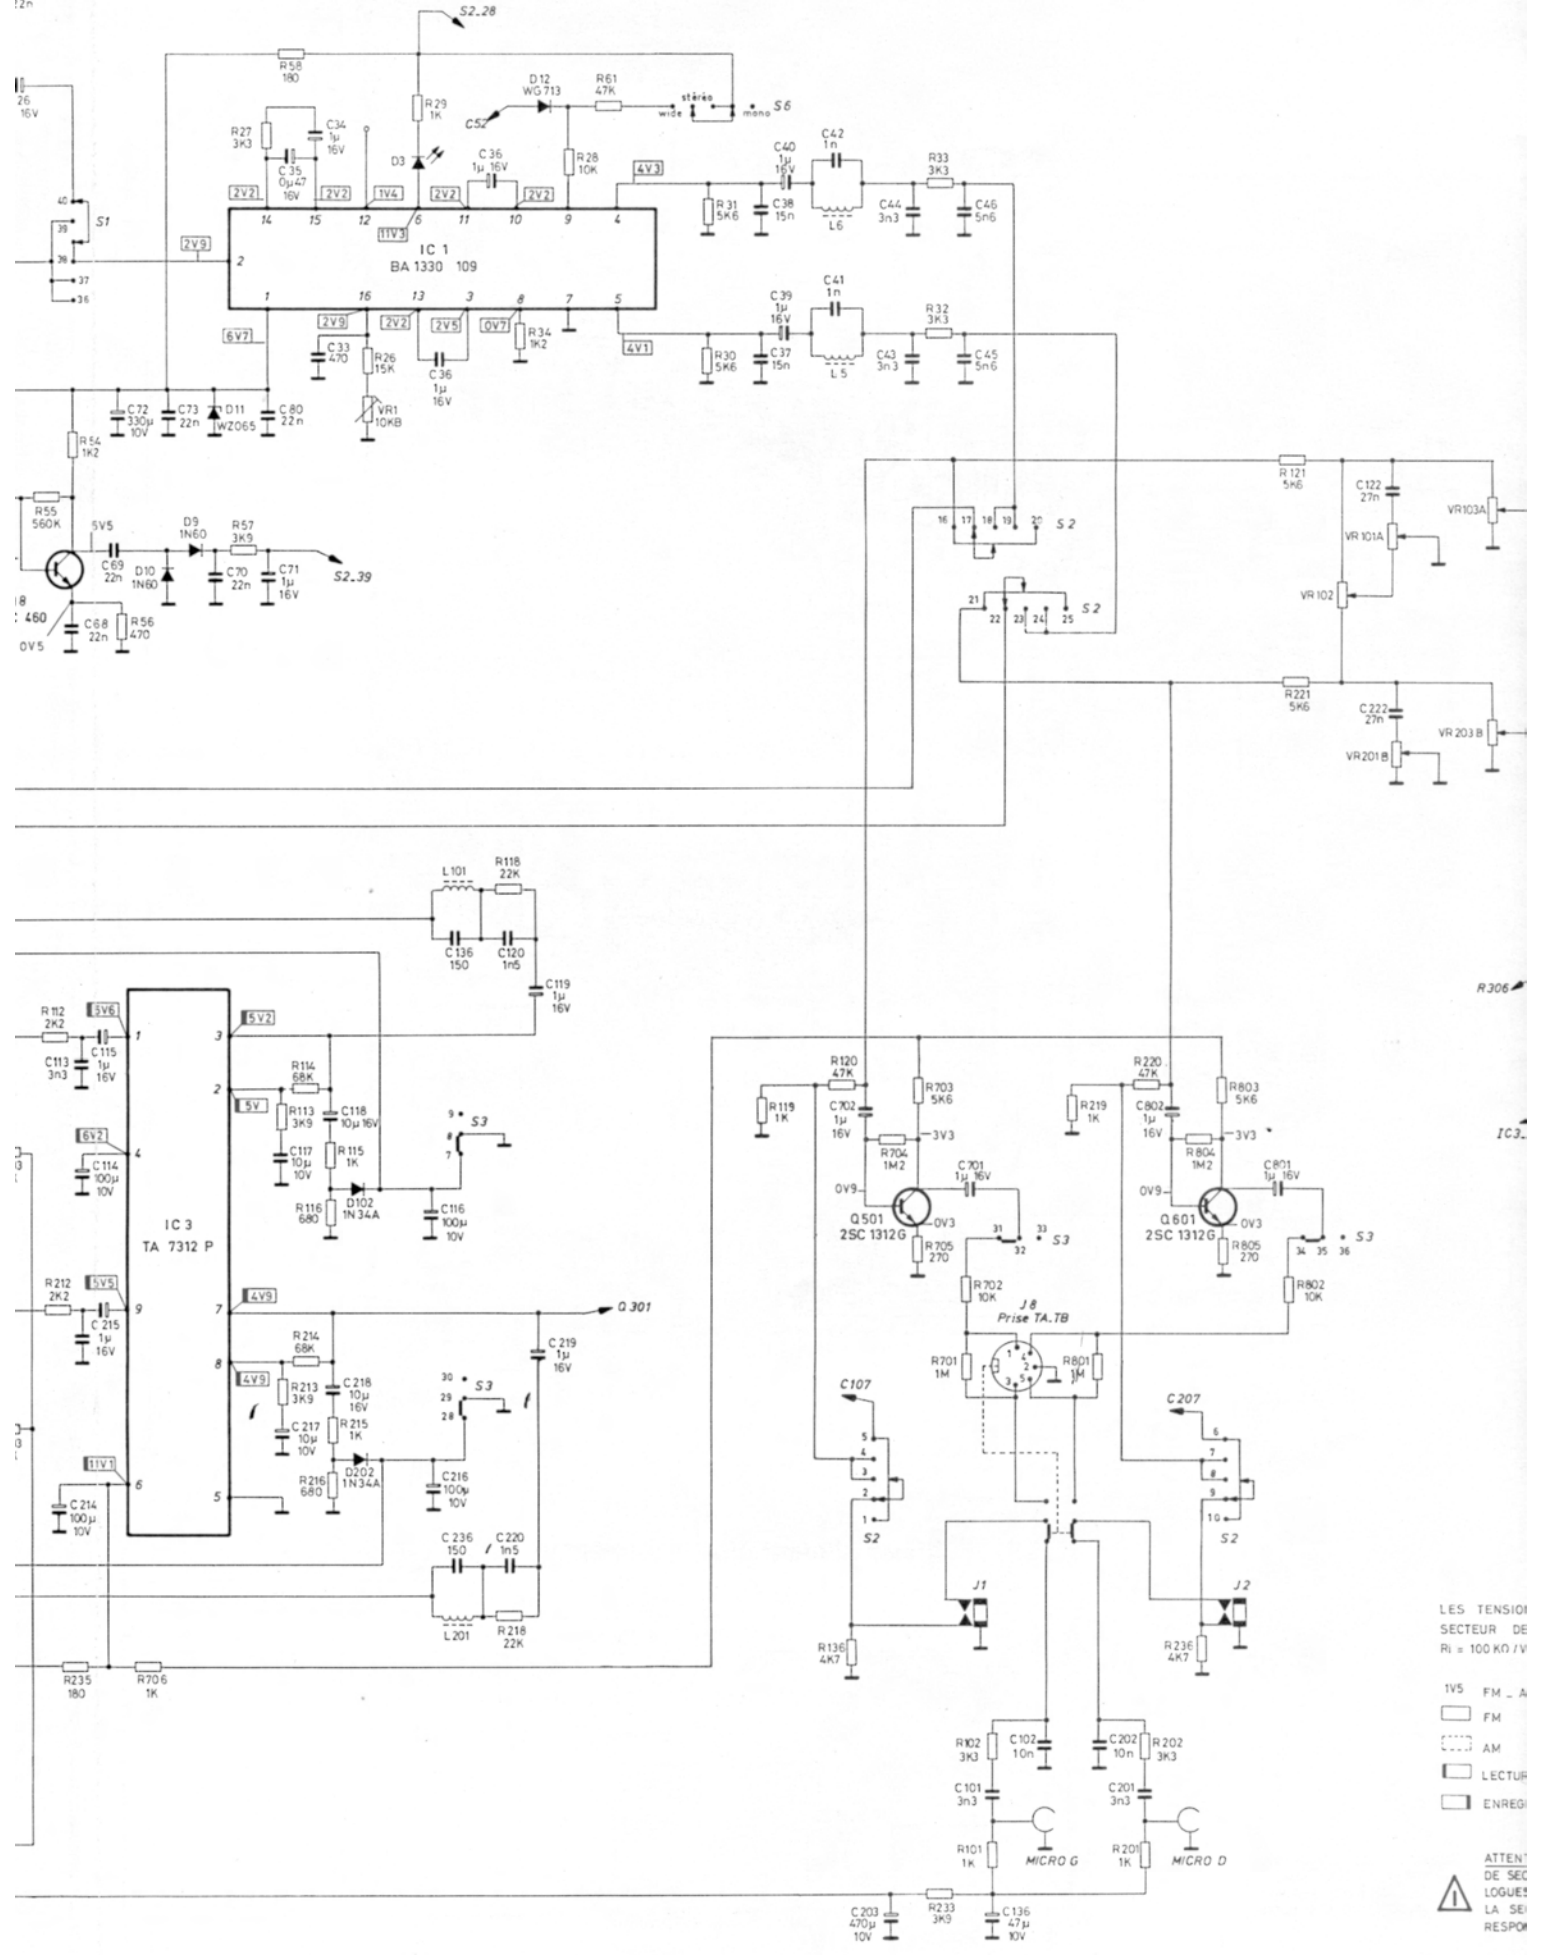 22n
S2_28
R58
180
26
16V
R29
1K
D12
WG713
R61
47K
stéréo
wide
mono
S6
C52
R27
3K3
C34
1µ
16V
C35
0µ47
16V
D3
C36
1µ 16V
R28
10K
2V2
2V2
1V4
11V3
2V2
2V2
4V3
14
15
12
6
11
10
9
4
IC 1
BA 1330 109
2
1
16
13
3
8
7
5
40
39
38
37
36
S1
2V9
6V7
2V9
2V2
2V5
0V7
4V1
C33
470
R26
15K
VR1
10KB
C36
1µ
16V
R34
1K2
R31
5K6
C38
15n
C40
1µ
16V
C42
1n
L6
C44
3n3
R33
3K3
C46
5n6
R30
5K6
C37
15n
C39
1µ
16V
C41
1n
L5
C43
3n3
R32
3K3
C45
5n6
C72
330µ
10V
C73
22n
D11
WZ065
C80
22n
R54
1K2
R55
560K
5V5
D9
1N60
R57
3K9
C69
22n
D10
1N60
C70
22n
C71
1µ
16V
S2_39
18
460
0V5
C68
22n
R56
470
16
17
18
19
20
S2
21
22
23
24
25
S2
R121
5K6
C122
27n
VR101A
VR103A
VR102
R221
5K6
C222
27n
VR201B
VR203B
L101
R118
22K
C136
150
C120
1n5
C119
1µ
16V
R306
R112
2K2
C113
3n3
C115
1µ
16V
5V6
1
3
5V2
2
5V
R114
68K
R113
3K9
C118
10µ 16V
C117
10µ
10V
R115
1K
R116
680
D102
1N34A
C116
100µ
10V
9
8
7
S3
6V2
4
C114
100µ
10V
IC3
TA 7312 P
R212
2K2
C215
1µ
16V
5V5
9
7
4V9
Q301
8
4V9
R214
68K
R213
3K9
C218
10µ
16V
C217
10µ
10V
R215
1K
R216
680
D202
1N34A
C216
100µ
10V
30
29
28
S3
C219
1µ
16V
11V1
6
5
C214
100µ
10V
C236
150
C220
1n5
L201
R218
22K
R235
180
R706
1K
R119
1K
R120
47K
C702
1µ
16V
R703
5K6
3V3
R704
1M2
C701
1µ 16V
0V9
0V3
Q501
2SC 1312G
R705
270
31
32
33
S3
R219
1K
R220
47K
C802
1µ
16V
R803
5K6
3V3
R804
1M2
C801
1µ 16V
0V9
0V3
Q601
2SC 1312G
R805
270
34
35
36
S3
R702
10K
R802
10K
J8
Prise TA.TB
1
4
2
3
5
R701
1M
R801
1M
C107
5
4
3
2
1
S2
C207
6
7
8
9
10
S2
J1
J2
R136
4K7
R236
4K7
R102
3K3
C102
10n
C202
10n
R202
3K3
C101
3n3
C201
3n3
R101
1K
MICRO G
R201
1K
MICRO D
C203
470µ
10V
R233
3K9
C136
47µ
10V
LES
SECTEUR
Ri = 100 KΩ /
1V5 FM
FM
AM